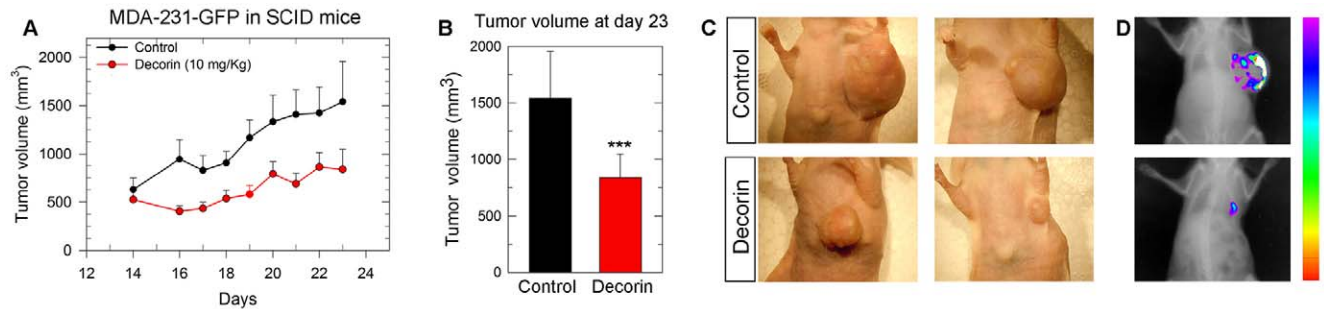 A
MDA-231-GFP in SCID mice
Control
Decorin (10 mg/Kg)
Tumor volume (mm³)
2000
1500
1000
500
0
12 14 16 18 20 22 24
Days
B
Tumor volume at day 23
Tumor volume (mm³)
2000
1500
1000
500
0
***
Control Decorin
C
Control
Decorin
D